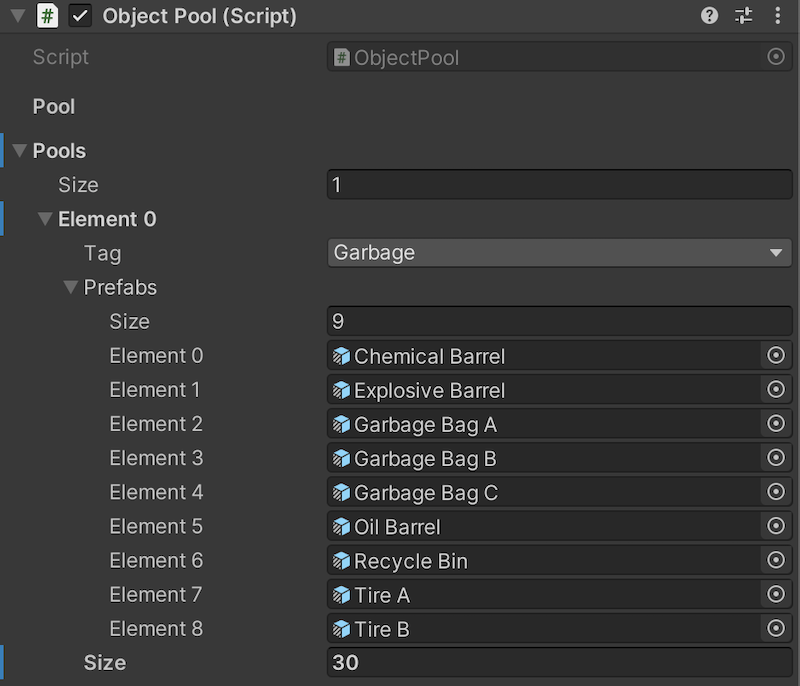 Object Pool (Script)
Script ObjectPool
Pool
Pools
Size 1
Element 0
Tag Garbage
Prefabs
Size 9
Element 0 Chemical Barrel
Element 1 Explosive Barrel
Element 2 Garbage Bag A
Element 3 Garbage Bag B
Element 4 Garbage Bag C
Element 5 Oil Barrel
Element 6 Recycle Bin
Element 7 Tire A
Element 8 Tire B
Size 30